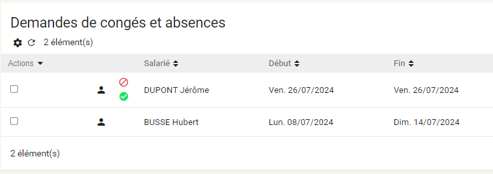 Demandes de congés et absences
2 élément(s)
Actions Salarié Début Fin
DUPONT Jérôme Ven. 26/07/2024 Ven. 26/07/2024
BUSSE Hubert Lun. 08/07/2024 Dim. 14/07/2024
2 élément(s)